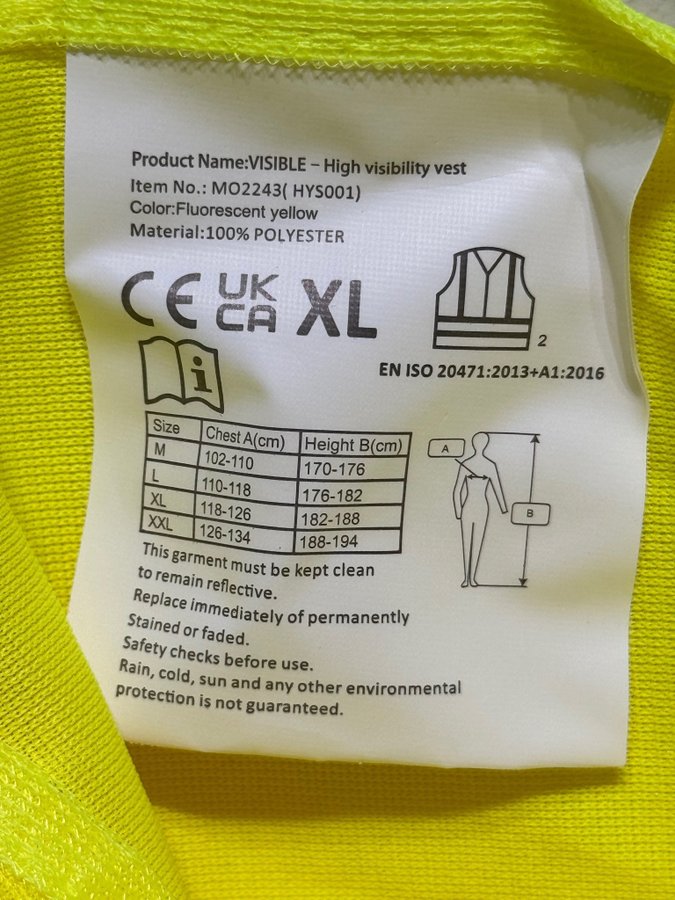 Product Name:VISIBLE – High visibility vest
Item No.: MO2243( HYS001)
Color:Fluorescent yellow
Material:100% POLYESTER
CE UK CA XL
2
EN ISO 20471:2013+A1:2016
i
Size Chest A(cm) Height B(cm)
M 102-110 170-176
L 110-118 176-182
XL 118-126 182-188
XXL 126-134 188-194
A
B
This garment must be kept clean
to remain reflective.
Replace immediately of permanently
Stained or faded.
Safety checks before use.
Rain, cold, sun and any other environmental
protection is not guaranteed.